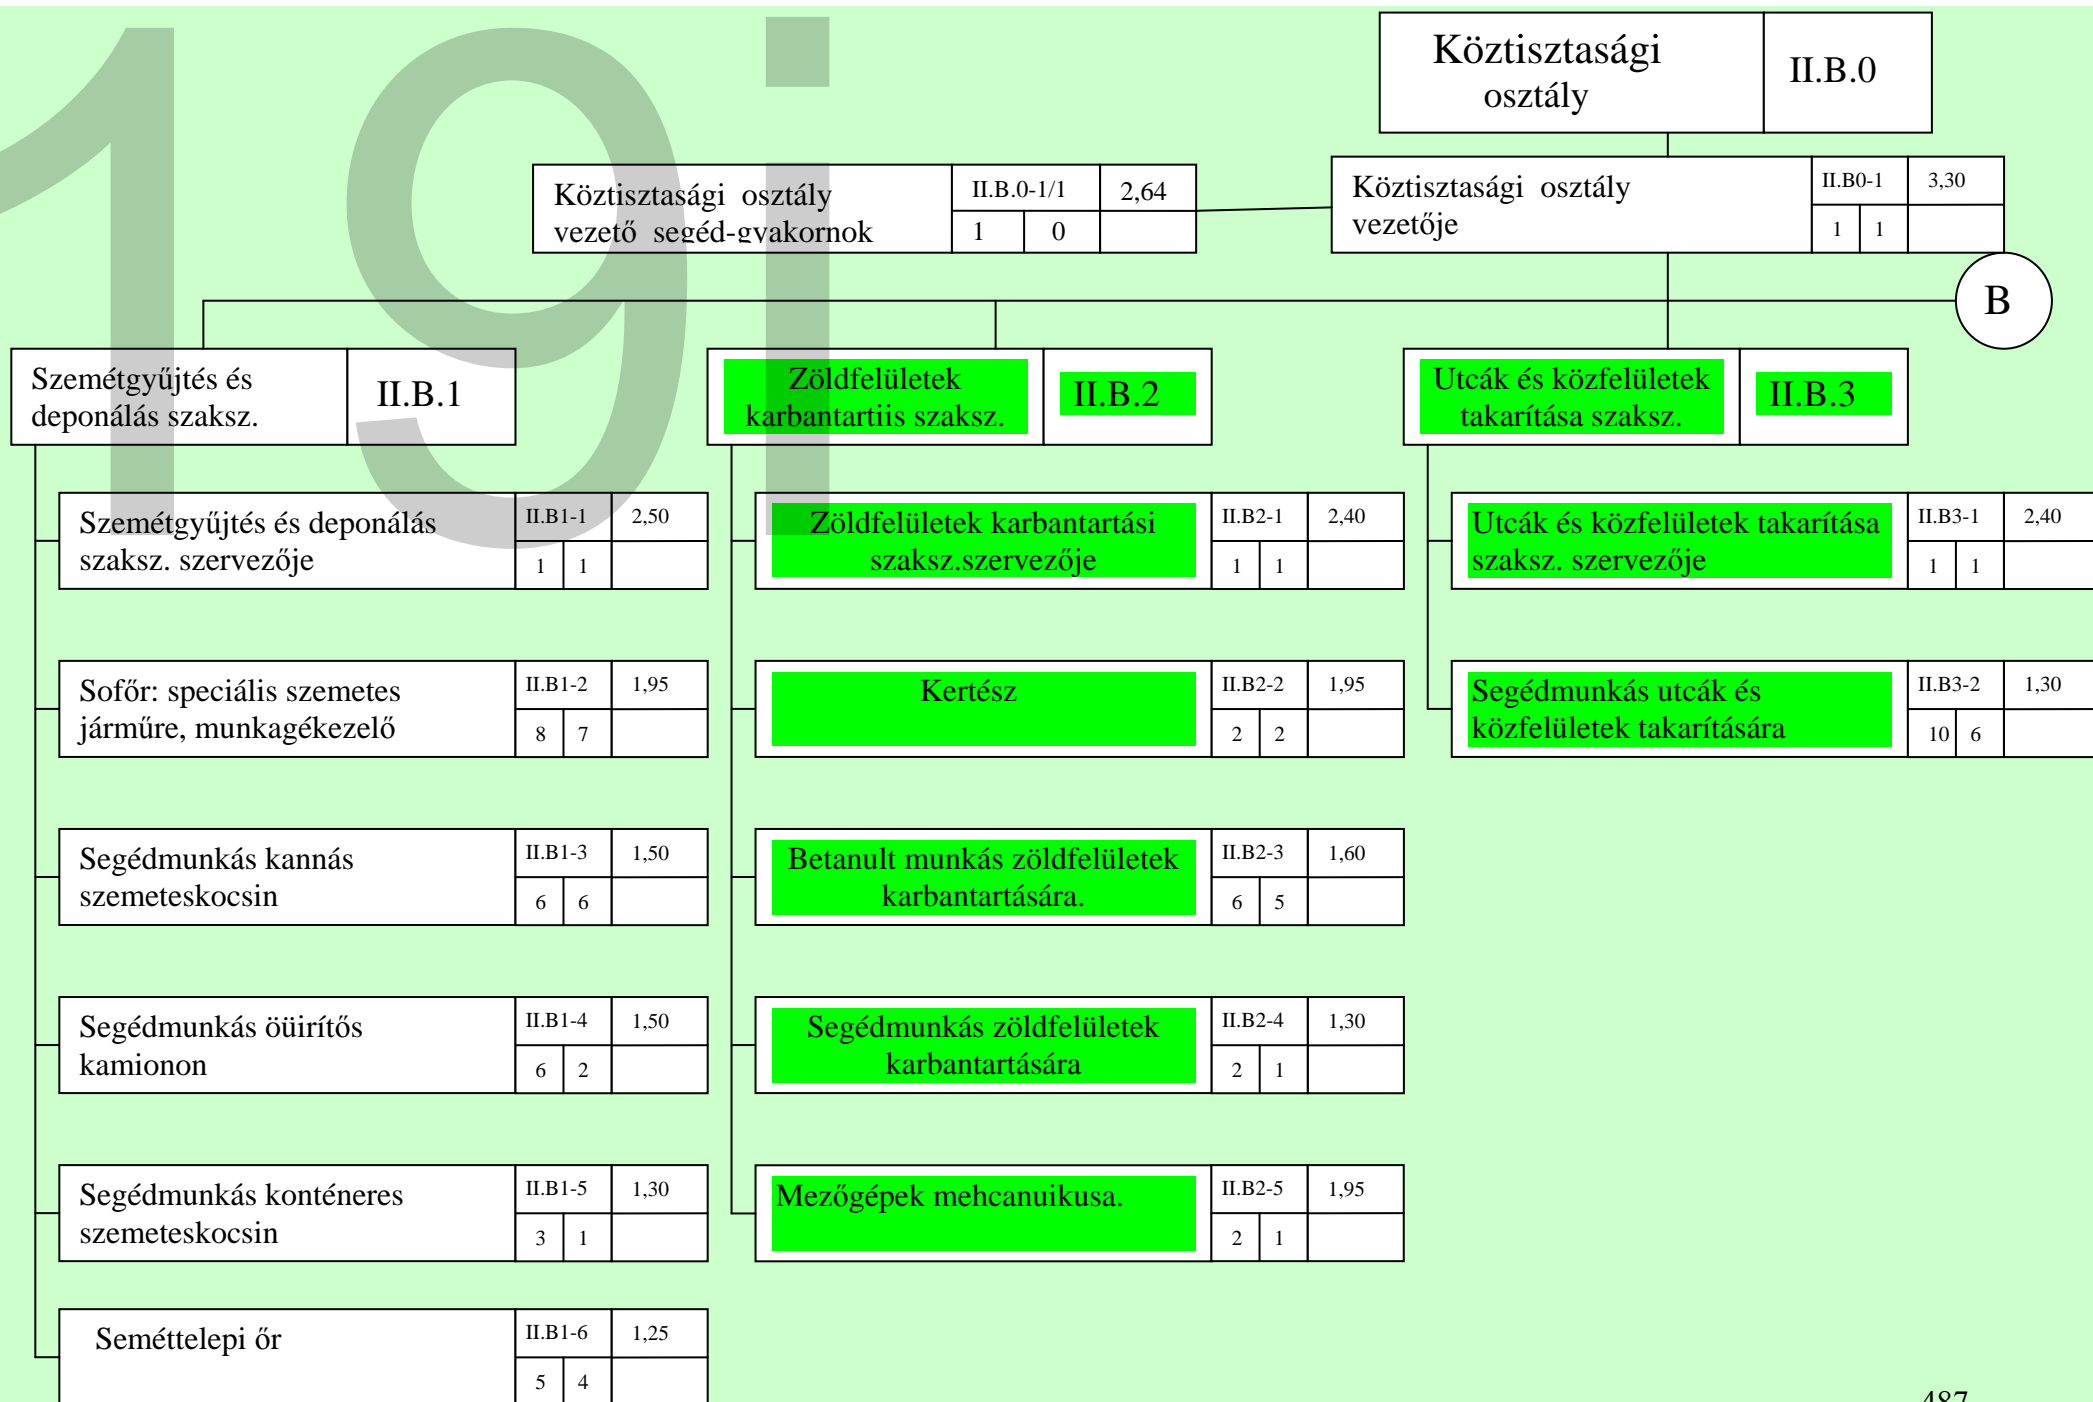 19i
Köztisztasági
osztály
II.B.0
Köztisztasági osztály
vezető segéd-gyakornok
II.B.0-1/1
2,64
1 0
Köztisztasági osztály
vezetője
II.B0-1
3,30
1 1
B
Szemétgyűjtés és
deponálás szaksz.
II.B.1
Zöldfelületek
karbantartiis szaksz.
II.B.2
Utcák és közfelületek
takarítása szaksz.
II.B.3
Szemétgyűjtés és deponálás
szaksz. szervezője
II.B1-1
2,50
1 1
Sofőr: speciális szemetes
járműre, munkagékezelő
II.B1-2
1,95
8 7
Segédmunkás kannás
szemeteskocsin
II.B1-3
1,50
6 6
Segédmunkás öüirítős
kamionon
II.B1-4
1,50
6 2
Segédmunkás konténeres
szemeteskocsin
II.B1-5
1,30
3 1
Seméttelepi őr
II.B1-6
1,25
5 4
Zöldfelületek karbantartási
szaksz.szervezője
II.B2-1
2,40
1 1
Kertész
II.B2-2
1,95
2 2
Betanult munkás zöldfelületek
karbantartására.
II.B2-3
1,60
6 5
Segédmunkás zöldfelületek
karbantartására
II.B2-4
1,30
2 1
Mezőgépek mehcanuikusa.
II.B2-5
1,95
2 1
Utcák és közfelületek takarítása
szaksz. szervezője
II.B3-1
2,40
1 1
Segédmunkás utcák és
közfelületek takarítására
II.B3-2
1,30
10 6
487